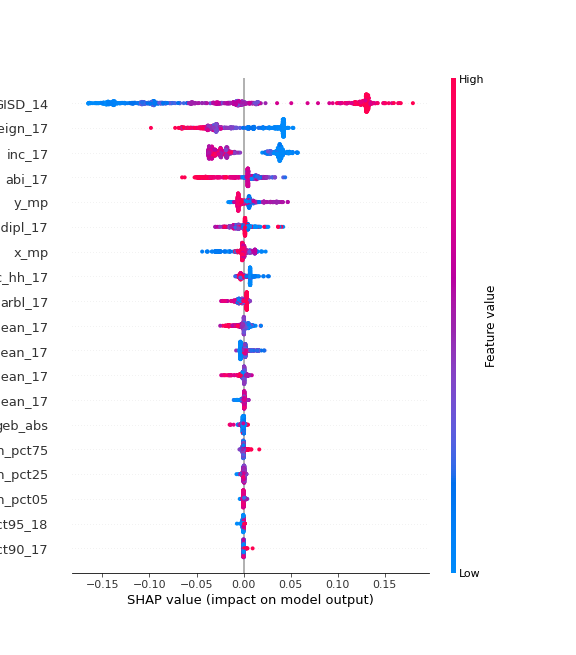 High
GISD_14
eign_17
inc_17
abi_17
y_mp
dipl_17
x_mp
c_hh_17
arbl_17
ean_17
ean_17
ean_17
ean_17
geb_abs
n_pct75
n_pct25
n_pct05
ct95_18
ct90_17
Feature value
Low
−0.15 −0.10 −0.05 0.00 0.05 0.10 0.15
SHAP value (impact on model output)